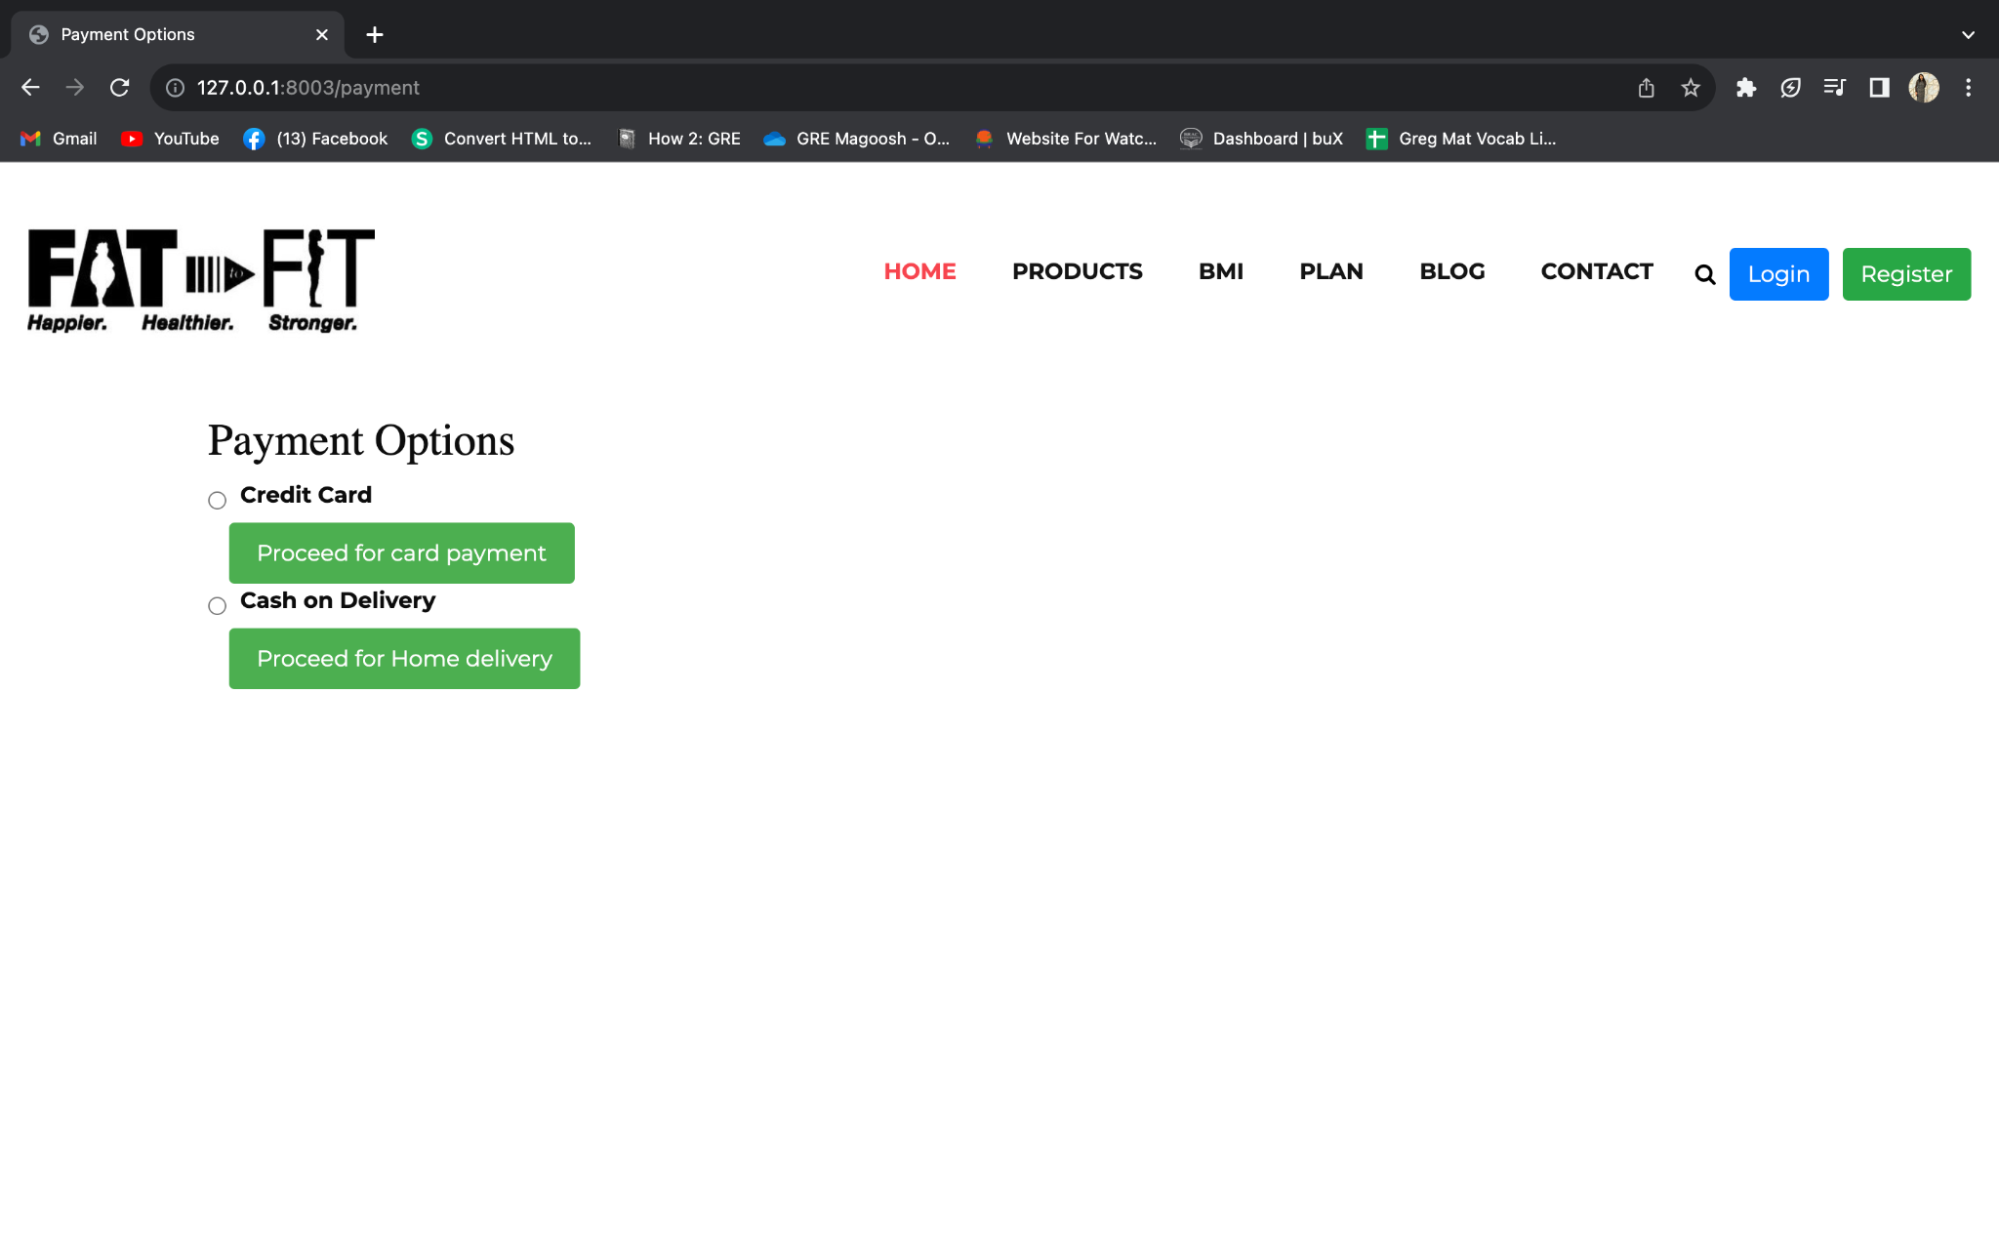 Payment Options
127.0.0.1:8003/payment
Gmail YouTube (13) Facebook Convert HTML to... How 2: GRE GRE Magoosh - O... Website For Watc... Dashboard | buX Greg Mat Vocab Li...
FAT to FIT
Happier. Healthier. Stronger.
HOME PRODUCTS BMI PLAN BLOG CONTACT Login Register
Payment Options
Credit Card
Proceed for card payment
Cash on Delivery
Proceed for Home delivery